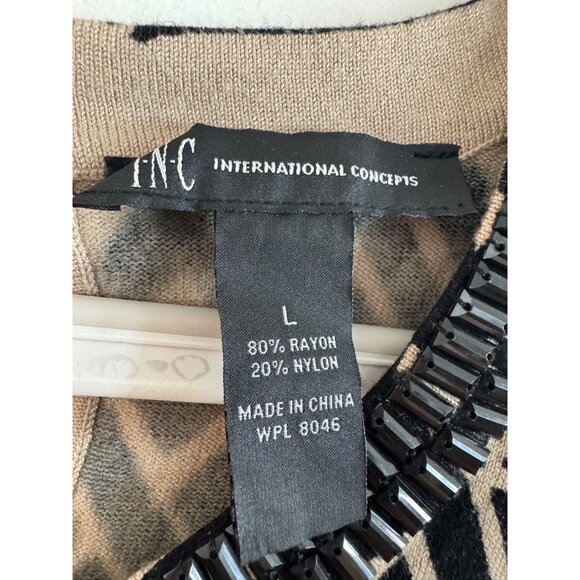 I·N·C INTERNATIONAL CONCEPTS
L
80% RAYON
20% NYLON
MADE IN CHINA
WPL 8046